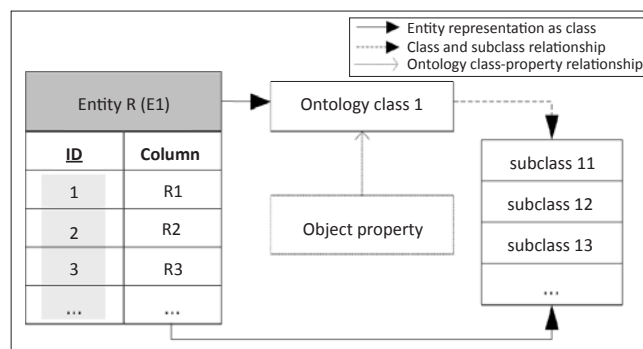 Entity representation as class
Class and subclass relationship
Ontology class-property relationship
Entity R (E1)
Ontology class 1
ID Column
1 R1
2 R2
3 R3
... ...
Object property
subclass 11
subclass 12
subclass 13
...